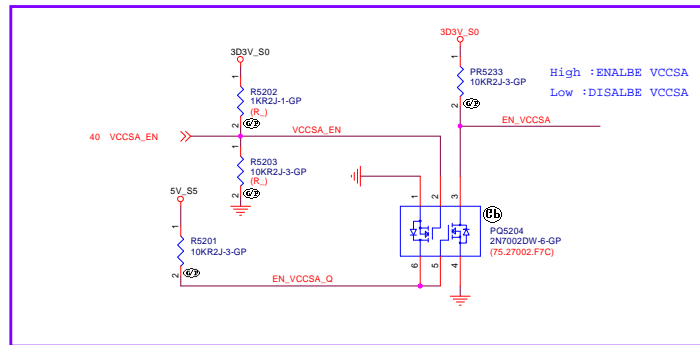 3D3V_S0
1
R5202
1KR2J-1-GP
(R_)
2
G/P
40 VCCSA_EN
VCCSA_EN
1
R5203
10KR2J-3-GP
(R_)
2
G/P
5V_S5
1
R5201
10KR2J-3-GP
2
G/P
EN_VCCSA_Q
3D3V_S0
1
PR5233
10KR2J-3-GP
2
G/P
High :ENALBE VCCSA
Low :DISALBE VCCSA
EN_VCCSA
1
2
3
PQ5204
2N7002DW-6-GP
(75.27002.F7C)
6
5
4